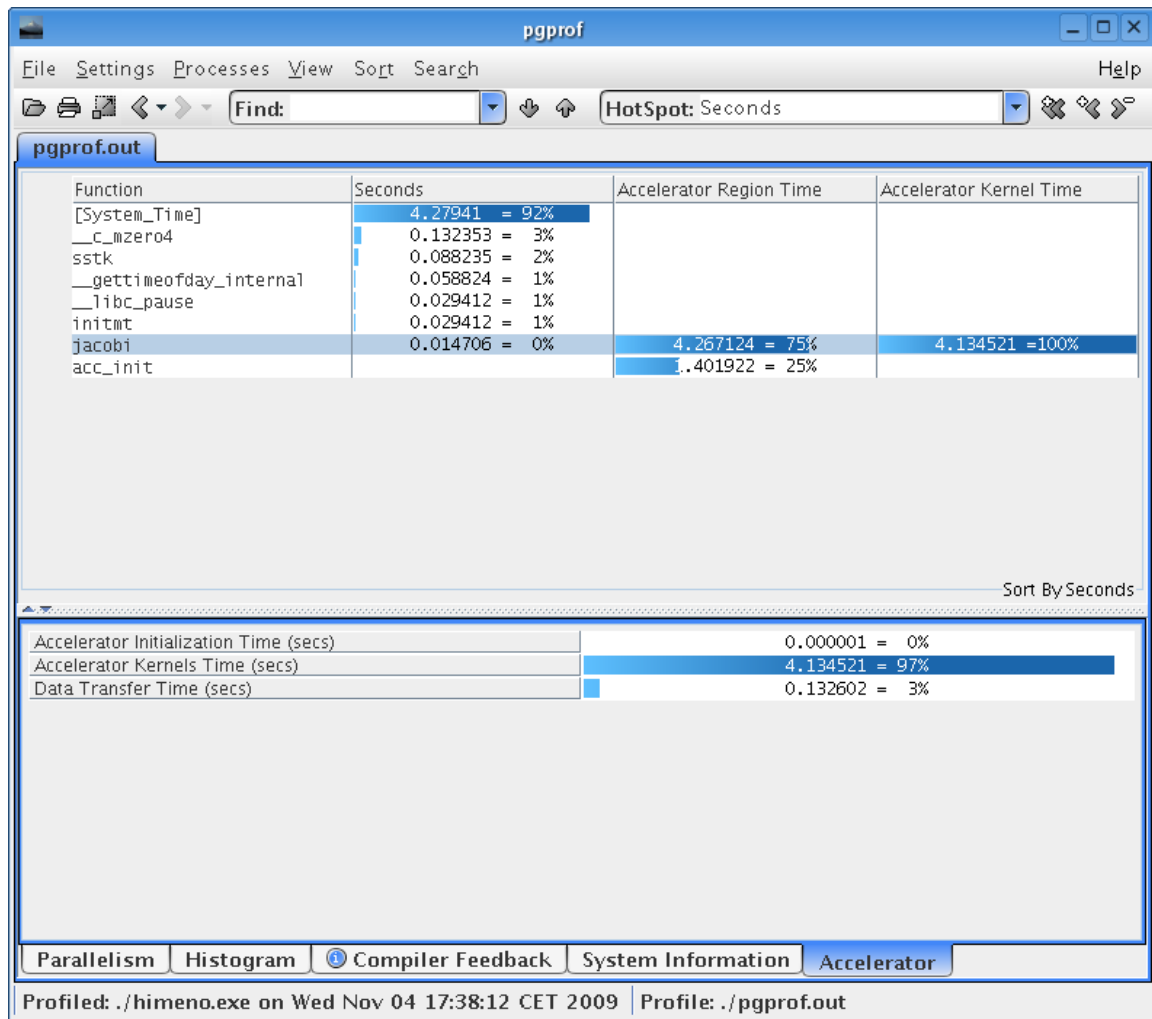 pgprof
File Settings Processes View Sort Search Help
Find: HotSpot: Seconds
pgprof.out
Function Seconds Accelerator Region Time Accelerator Kernel Time
[System_Time] 4.27941 = 92%
__c_mzero4 0.132353 = 3%
sstk 0.088235 = 2%
__gettimeofday_internal 0.058824 = 1%
__libc_pause 0.029412 = 1%
initmt 0.029412 = 1%
jacobi 0.014706 = 0% 4.267124 = 75% 4.134521 =100%
acc_init 1.401922 = 25%
Sort By Seconds
Accelerator Initialization Time (secs) 0.000001 = 0%
Accelerator Kernels Time (secs) 4.134521 = 97%
Data Transfer Time (secs) 0.132602 = 3%
Parallelism Histogram Compiler Feedback System Information Accelerator
Profiled: ./himeno.exe on Wed Nov 04 17:38:12 CET 2009 Profile: ./pgprof.out